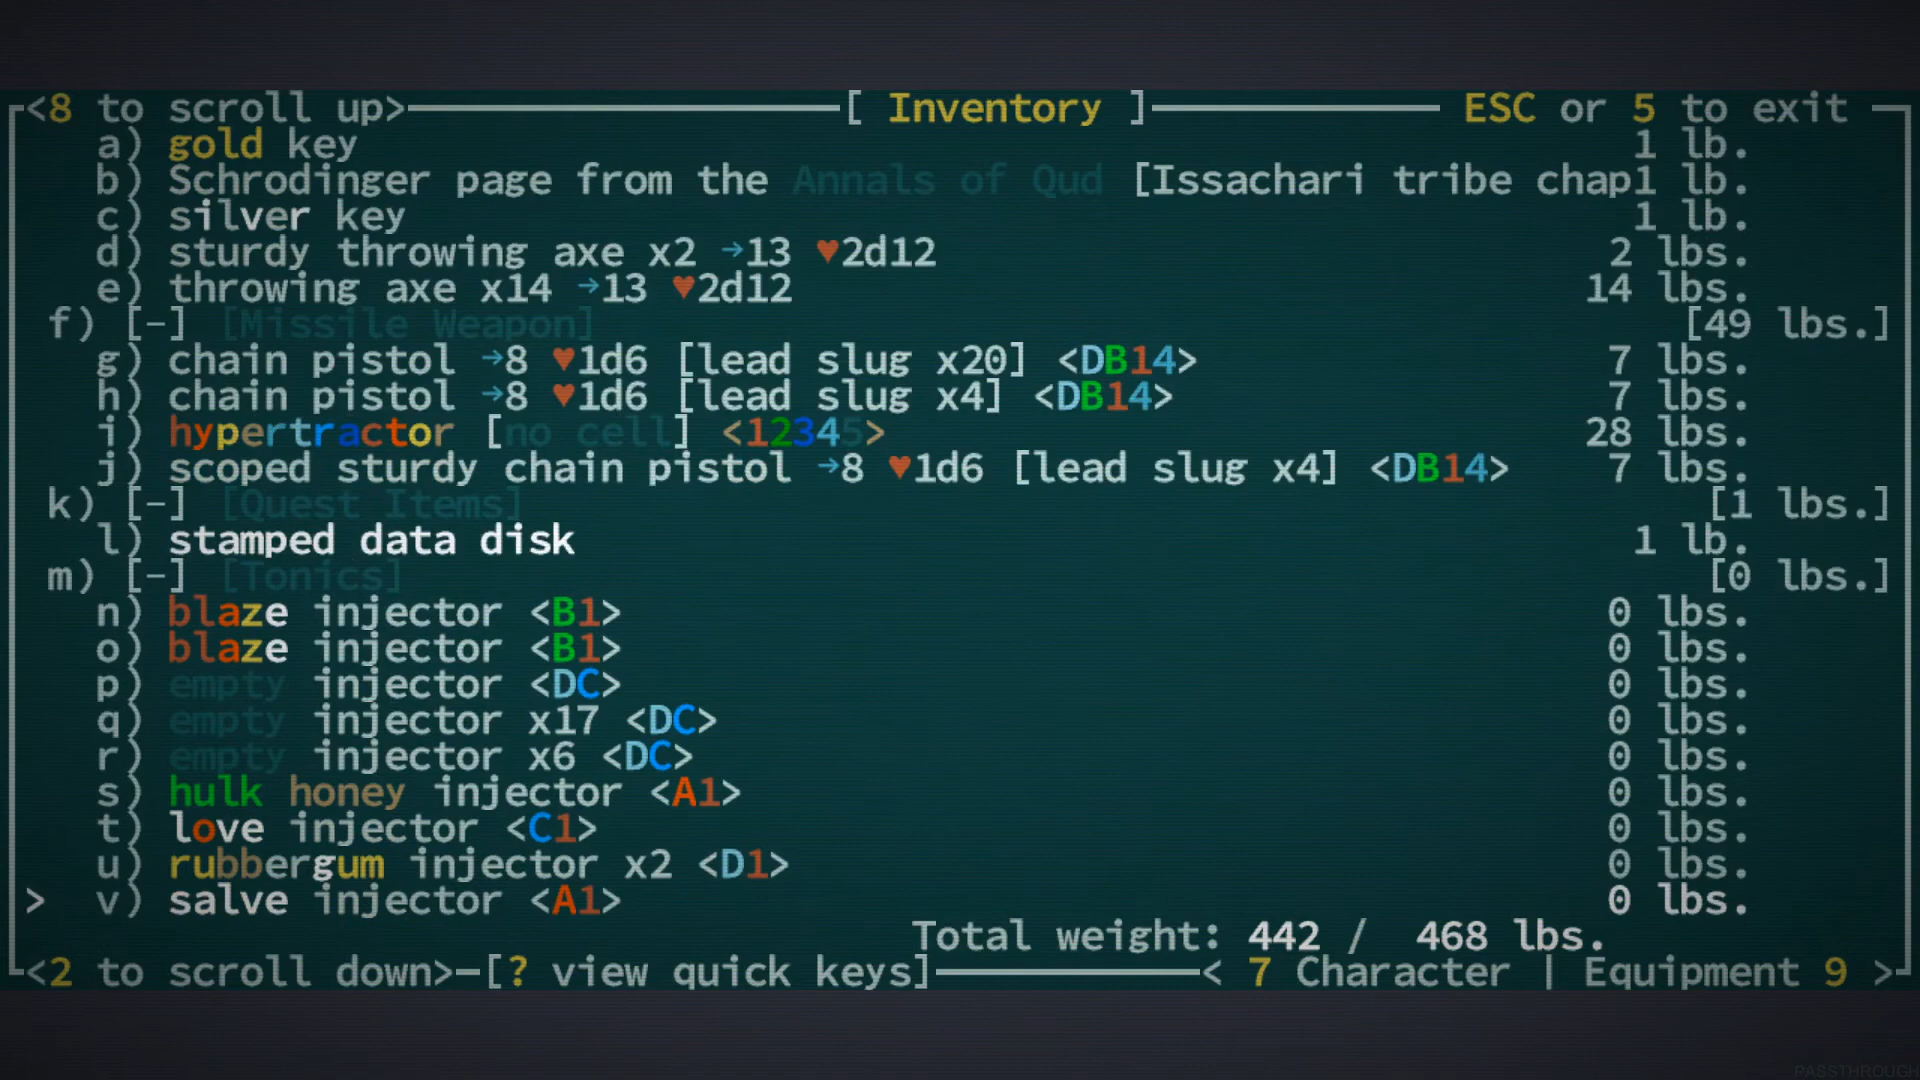 <8 to scroll up> [ Inventory ] ESC or 5 to exit
a) gold key 1 lb.
b) Schrodinger page from the Annals of Qud [Issachari tribe chap1 lb.
c) silver key 1 lb.
d) sturdy throwing axe x2 →13 ♥2d12 2 lbs.
e) throwing axe x14 →13 ♥2d12 14 lbs.
f) [-] [Missile Weapon] [49 lbs.]
g) chain pistol →8 ♥1d6 [lead slug x20] <DB14> 7 lbs.
h) chain pistol →8 ♥1d6 [lead slug x4] <DB14> 7 lbs.
i) hypertractor [no cell] <12345> 28 lbs.
j) scoped sturdy chain pistol →8 ♥1d6 [lead slug x4] <DB14> 7 lbs.
k) [-] [Quest Items] [1 lbs.]
l) stamped data disk 1 lb.
m) [-] [Tonics] [0 lbs.]
n) blaze injector <B1> 0 lbs.
o) blaze injector <B1> 0 lbs.
p) empty injector <DC> 0 lbs.
q) empty injector x17 <DC> 0 lbs.
r) empty injector x6 <DC> 0 lbs.
s) hulk honey injector <A1> 0 lbs.
t) love injector <C1> 0 lbs.
u) rubbergum injector x2 <D1> 0 lbs.
> v) salve injector <A1> 0 lbs.
Total weight: 442 / 468 lbs.
<2 to scroll down> [? view quick keys] < 7 Character | Equipment 9 >
PASSTHROUGH